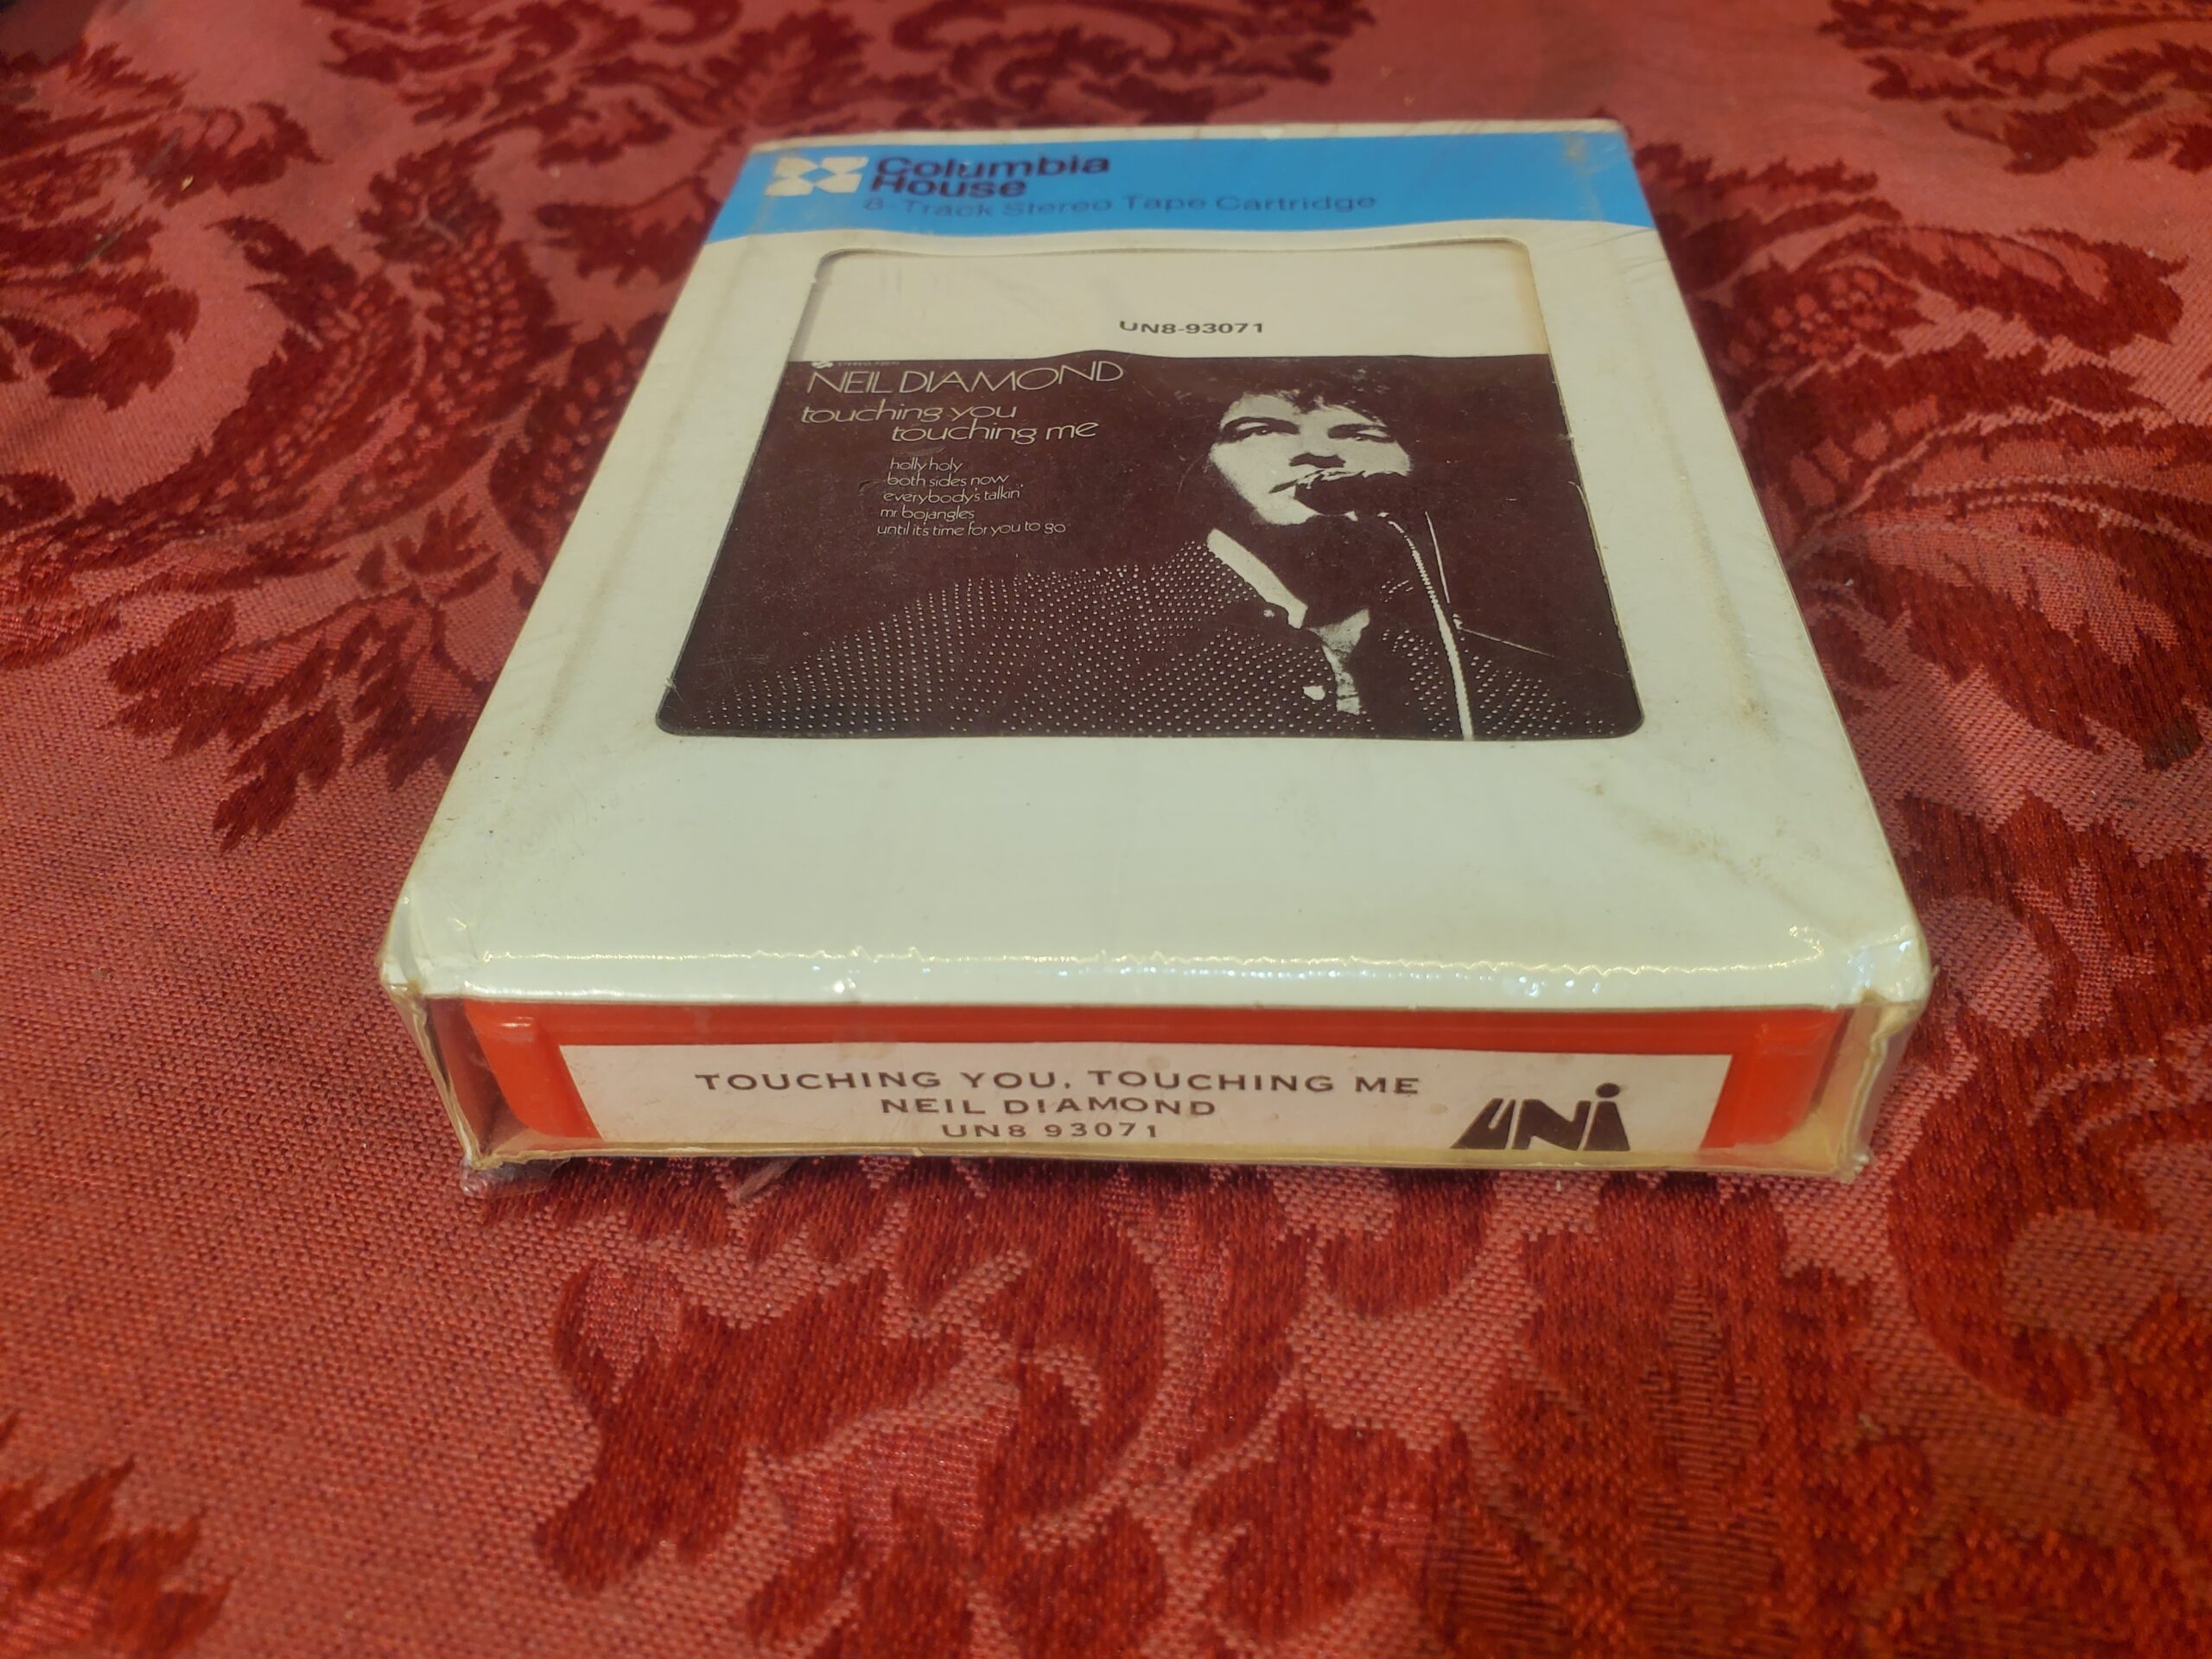 Columbia
House
8-Track Stereo Tape Cartridge
UN8-93071
NEIL DIAMOND
touching you
touching me
holly holy
both sides now
everybody's talkin'
mr. bojangles
until it's time for you to go
TOUCHING YOU, TOUCHING ME
NEIL DIAMOND
UN8 93071
UNi